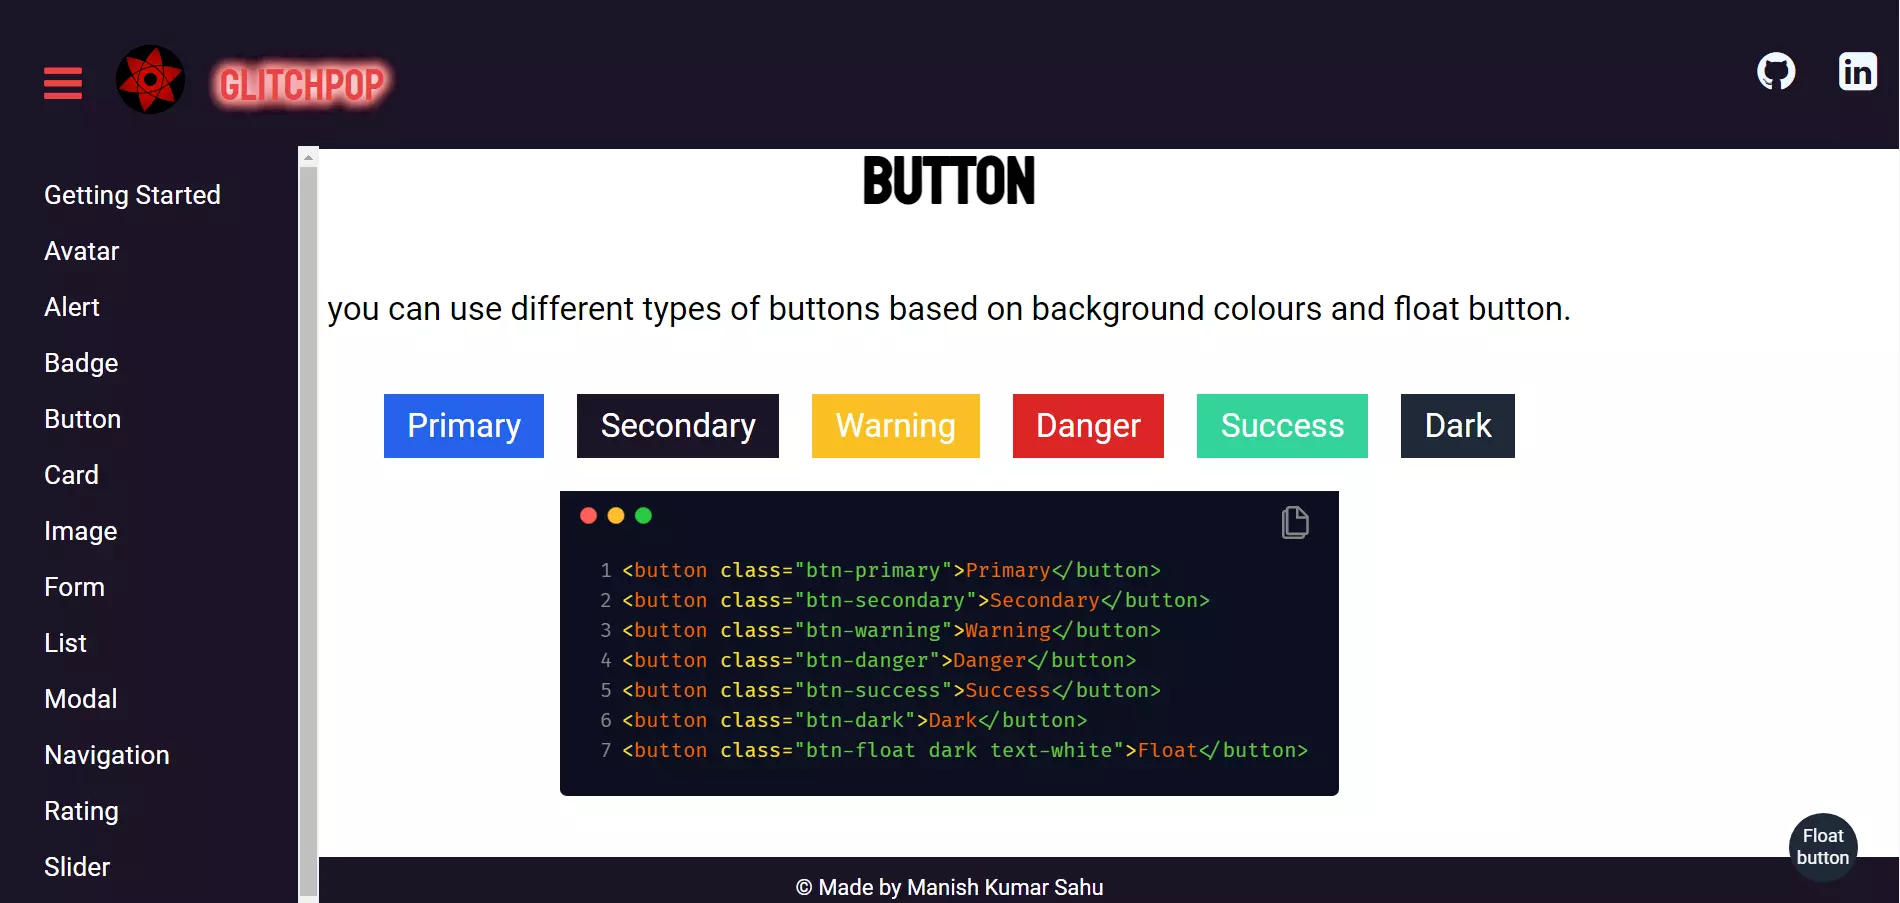 GLITCHPOP
in
Getting Started
Avatar
Alert
Badge
Button
Card
Image
Form
List
Modal
Navigation
Rating
Slider
BUTTON
you can use different types of buttons based on background colours and float button.
Primary Secondary Warning Danger Success Dark
1 <button class="btn-primary">Primary</button>
2 <button class="btn-secondary">Secondary</button>
3 <button class="btn-warning">Warning</button>
4 <button class="btn-danger">Danger</button>
5 <button class="btn-success">Success</button>
6 <button class="btn-dark">Dark</button>
7 <button class="btn-float dark text-white">Float</button>
Float
button
© Made by Manish Kumar Sahu